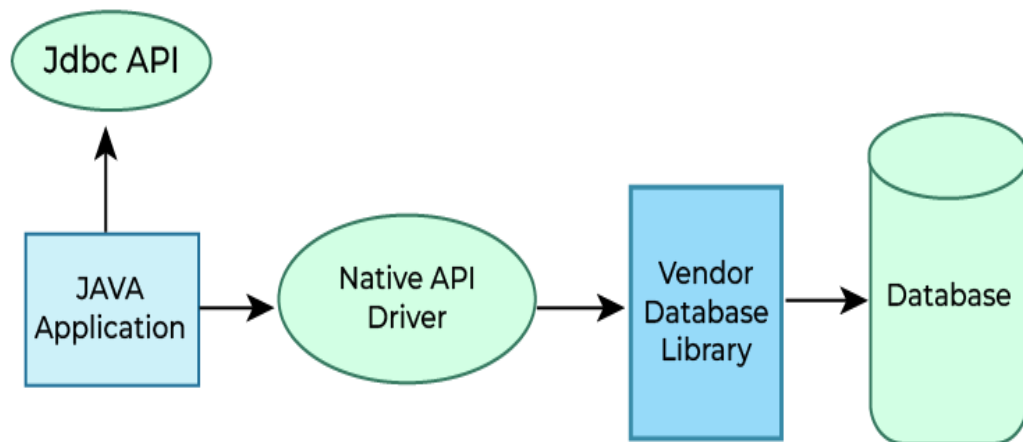 Jdbc API
JAVA
Application
Native API
Driver
Vendor
Database
Library
Database